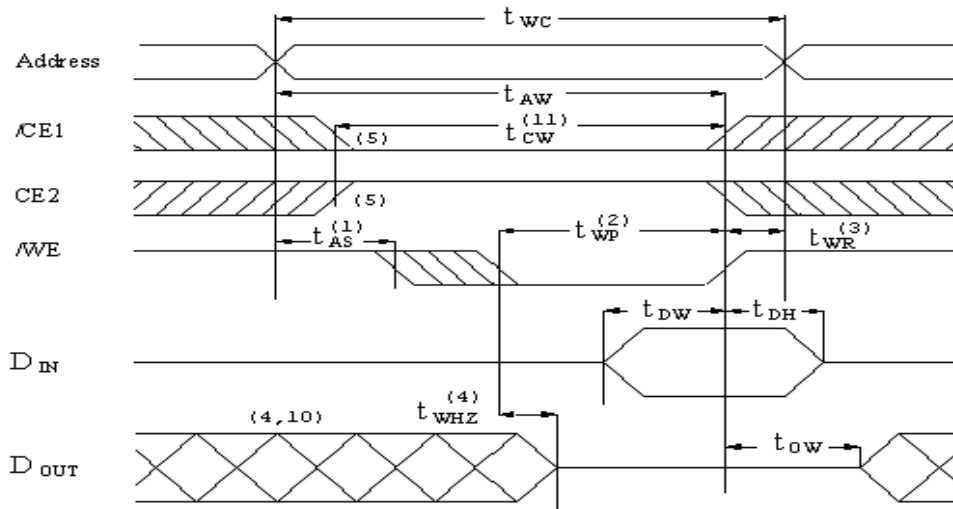 t WC
Address
t AW
/CE1
(5)
t CW (11)
CE2
(5)
t AS (1)
t WP (2)
t WR (3)
/WE
t DW
t DH
D IN
(4,10)
t WHZ (4)
t OW
D OUT